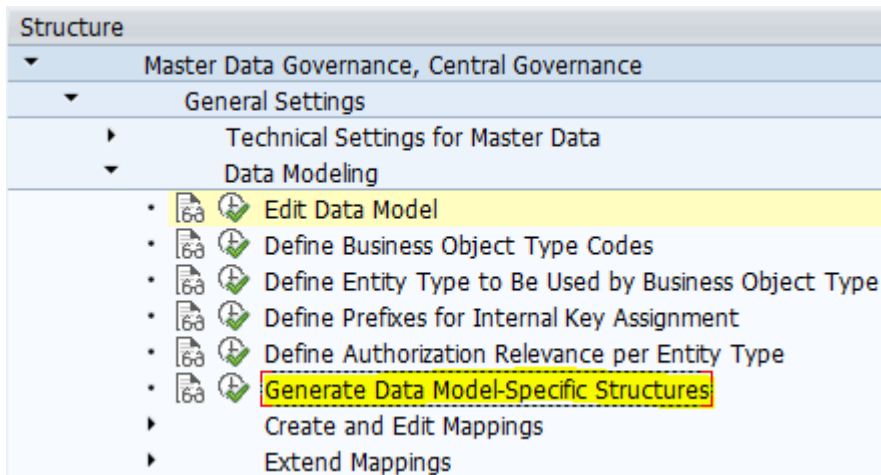 Structure
Master Data Governance, Central Governance
General Settings
Technical Settings for Master Data
Data Modeling
Edit Data Model
Define Business Object Type Codes
Define Entity Type to Be Used by Business Object Type
Define Prefixes for Internal Key Assignment
Define Authorization Relevance per Entity Type
Generate Data Model-Specific Structures
Create and Edit Mappings
Extend Mappings